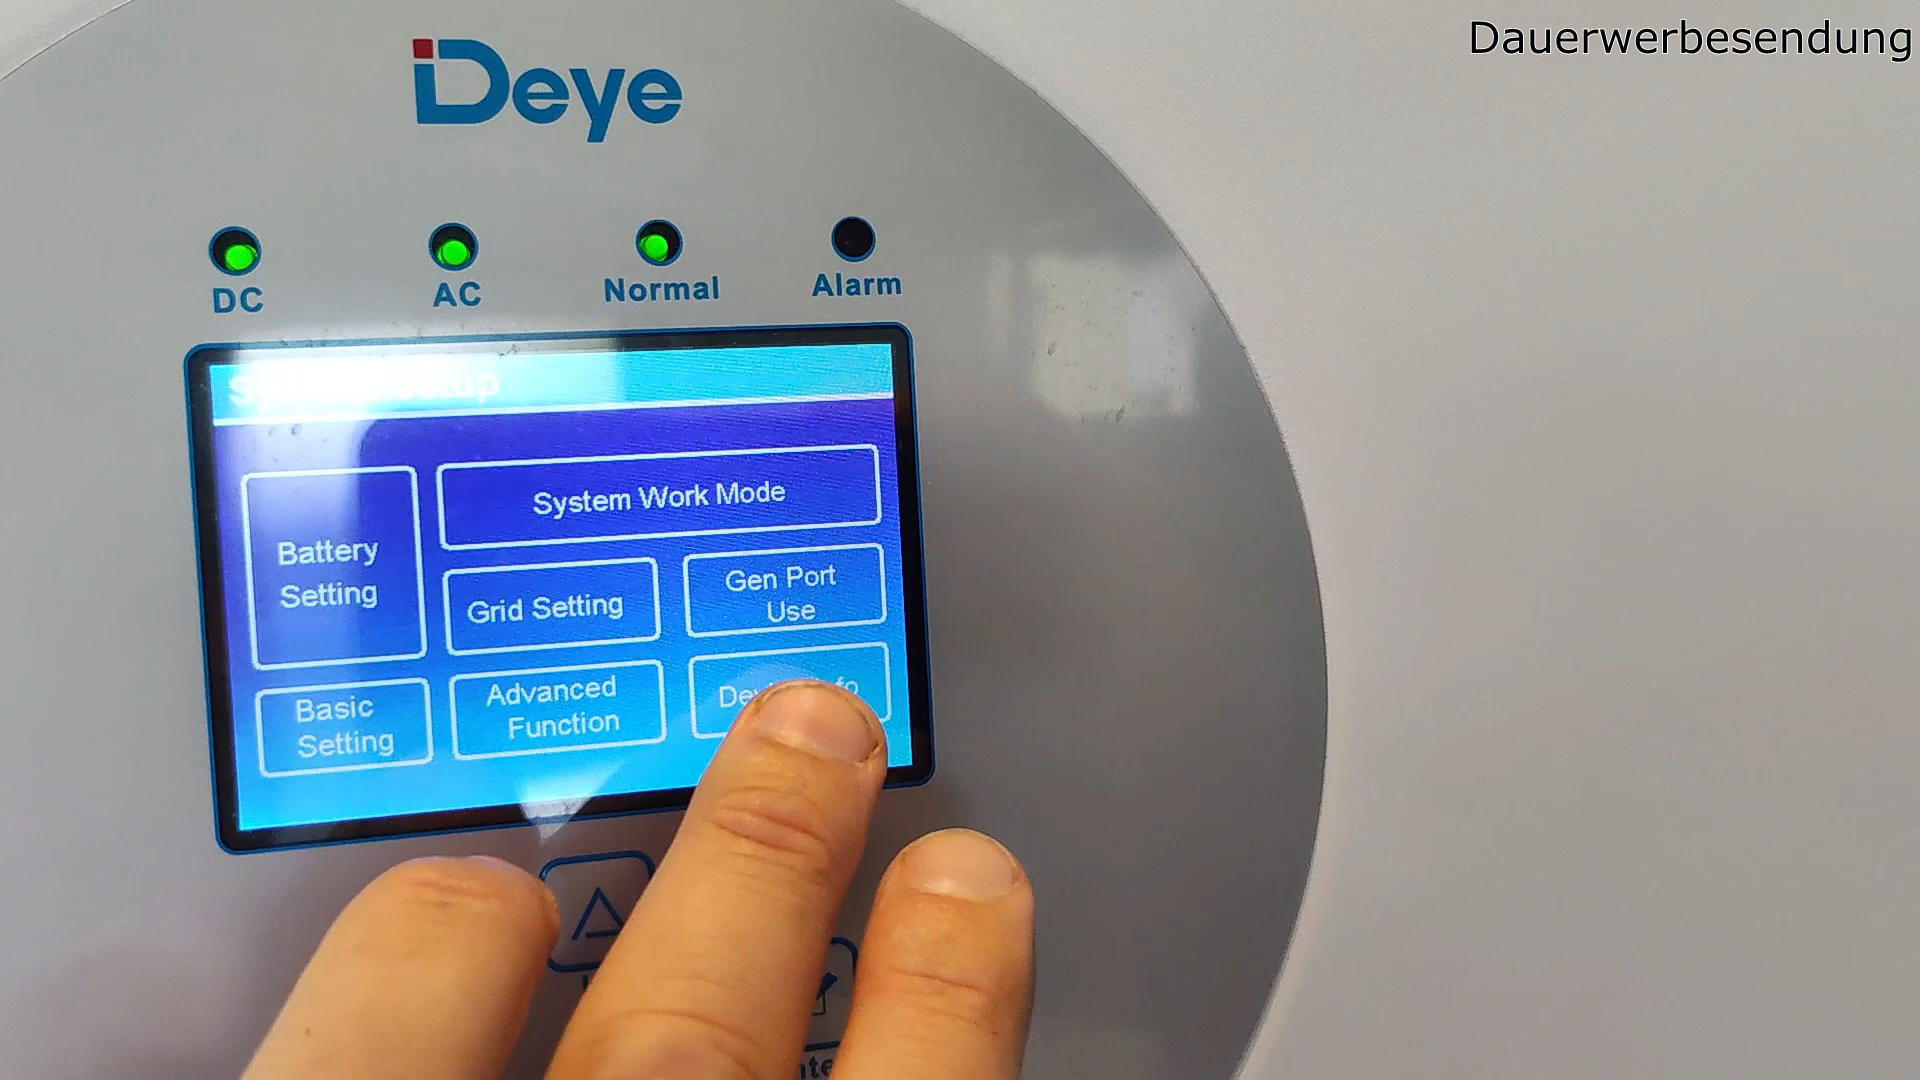 Dauerwerbesendung
Deye
DC AC Normal Alarm
System Work Mode
Battery
Setting
Grid Setting
Gen Port
Use
Basic
Setting
Advanced
Function